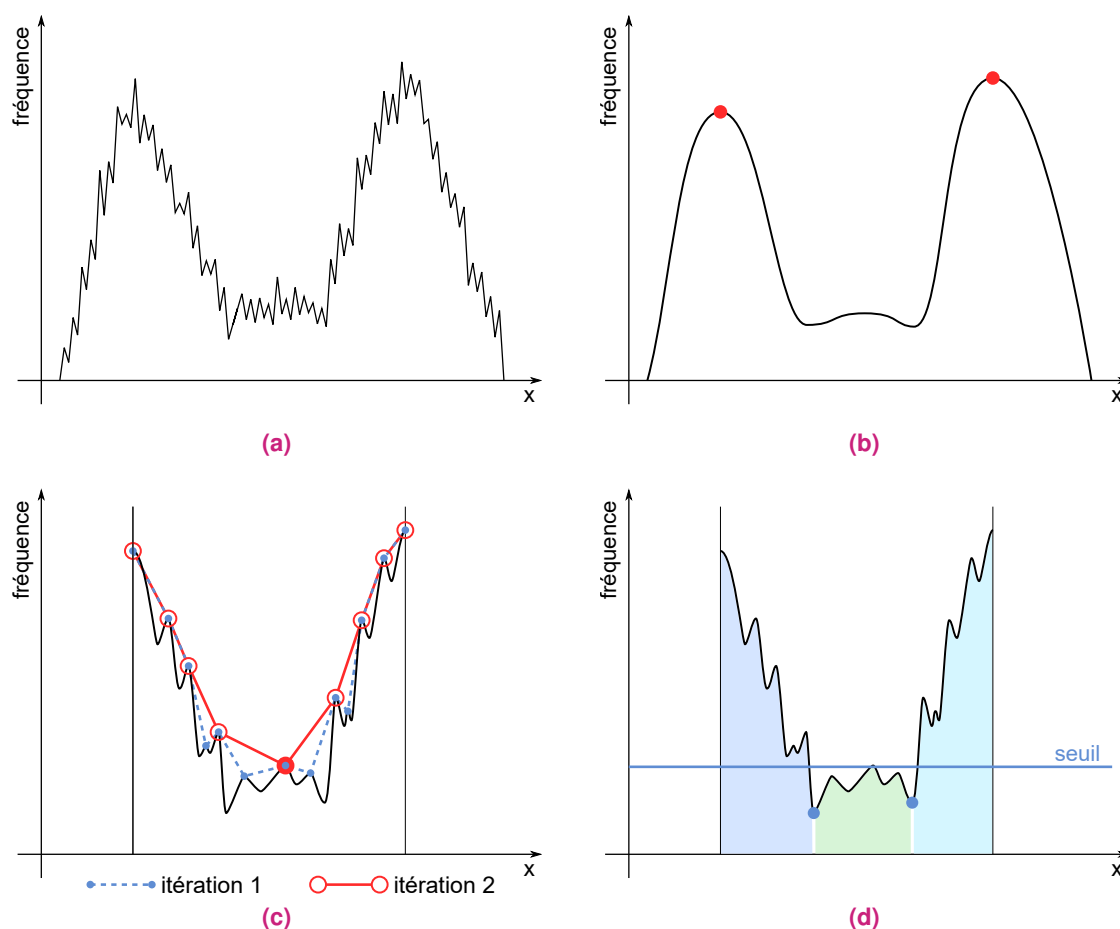 fréquence
x
(a)
fréquence
x
(b)
fréquence
x
itération 1
itération 2
(c)
fréquence
seuil
x
(d)